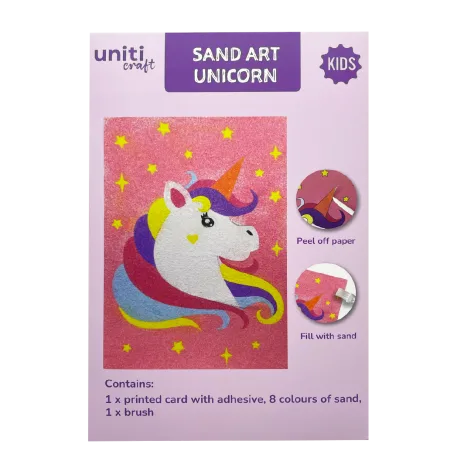 uniti
craft
SAND ART
UNICORN
KIDS
Peel off paper
Fill with sand
Contains:
1 x printed card with adhesive, 8 colours of sand,
1 x brush